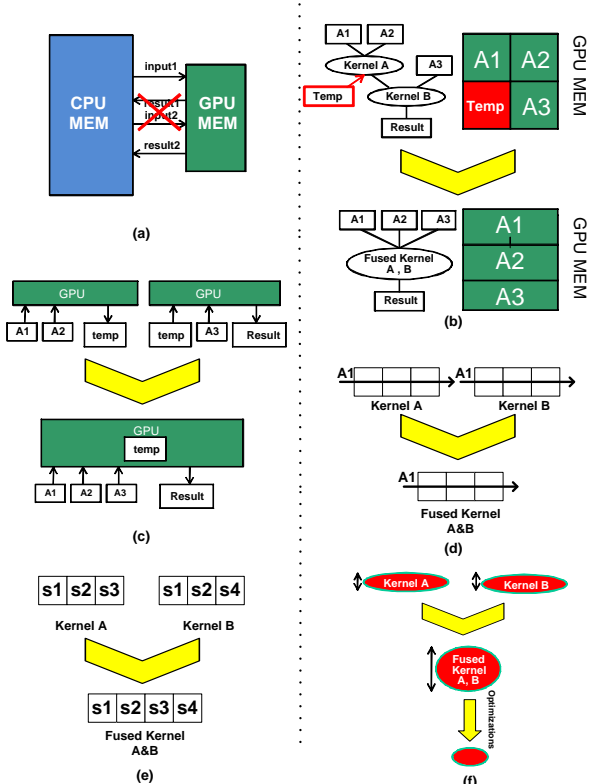 input1
CPU
MEM
result1
GPU
MEM
input2
result2
(a)
A1
A2
Kernel A
A3
Temp
Kernel B
Result
A1
A2
Temp
A3
GPU MEM
A1
A2
A3
Fused Kernel
A , B
Result
A1
A2
A3
GPU MEM
(b)
GPU
GPU
A1
A2
temp
temp
A3
Result
GPU
temp
A1
A2
A3
Result
(c)
A1
A1
Kernel A
Kernel B
A1
Fused Kernel
A&B
(d)
s1 s2 s3
s1 s2 s4
Kernel A
Kernel B
s1 s2 s3 s4
Fused Kernel
A&B
(e)
Kernel A
Kernel B
Fused
Kernel
A, B
Optimizations
(f)